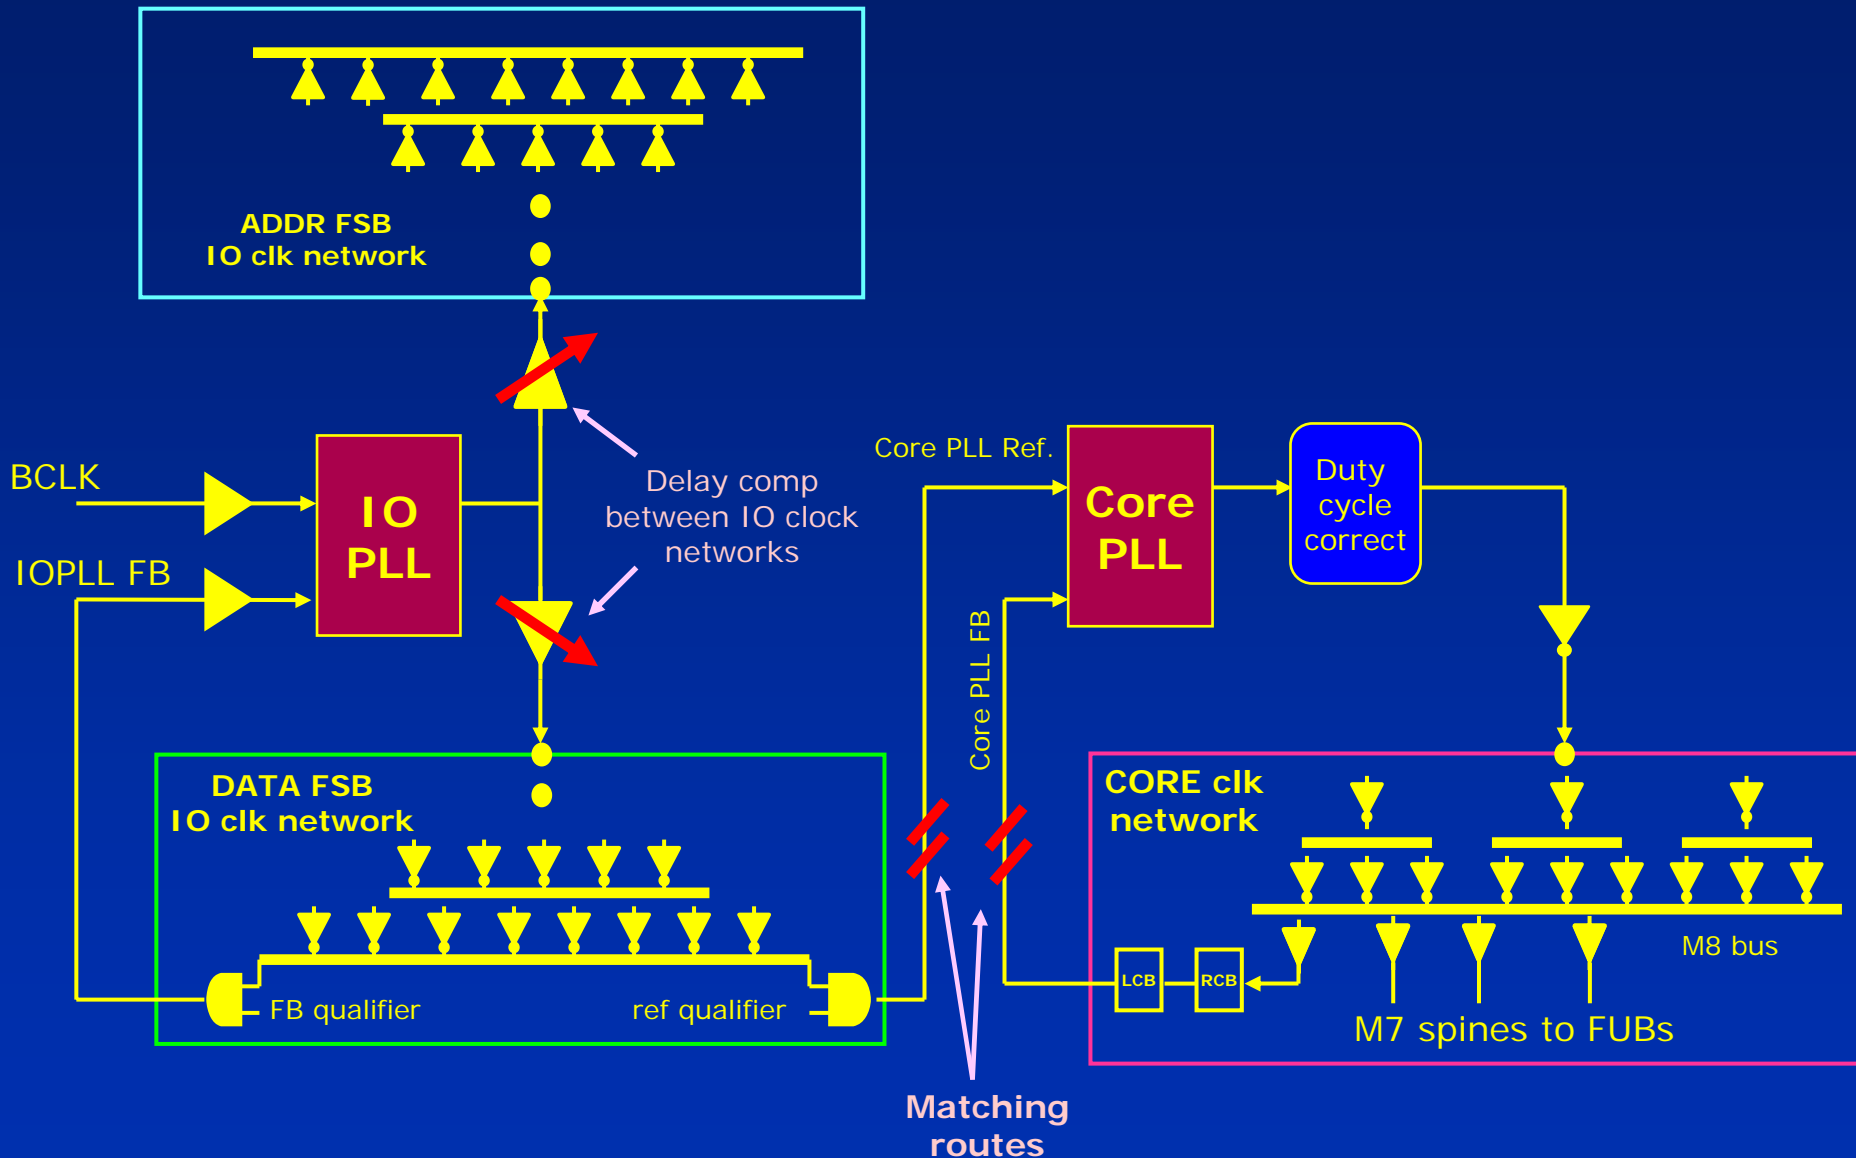 ADDR FSB
IO clk network
BCLK
IOPLL FB
IO
PLL
Delay comp
between IO clock
networks
Core PLL Ref.
Core
PLL
Duty
cycle
correct
Core PLL FB
DATA FSB
IO clk network
FB qualifier
ref qualifier
CORE clk
network
M8 bus
LCB
RCB
M7 spines to FUBs
Matching
routes